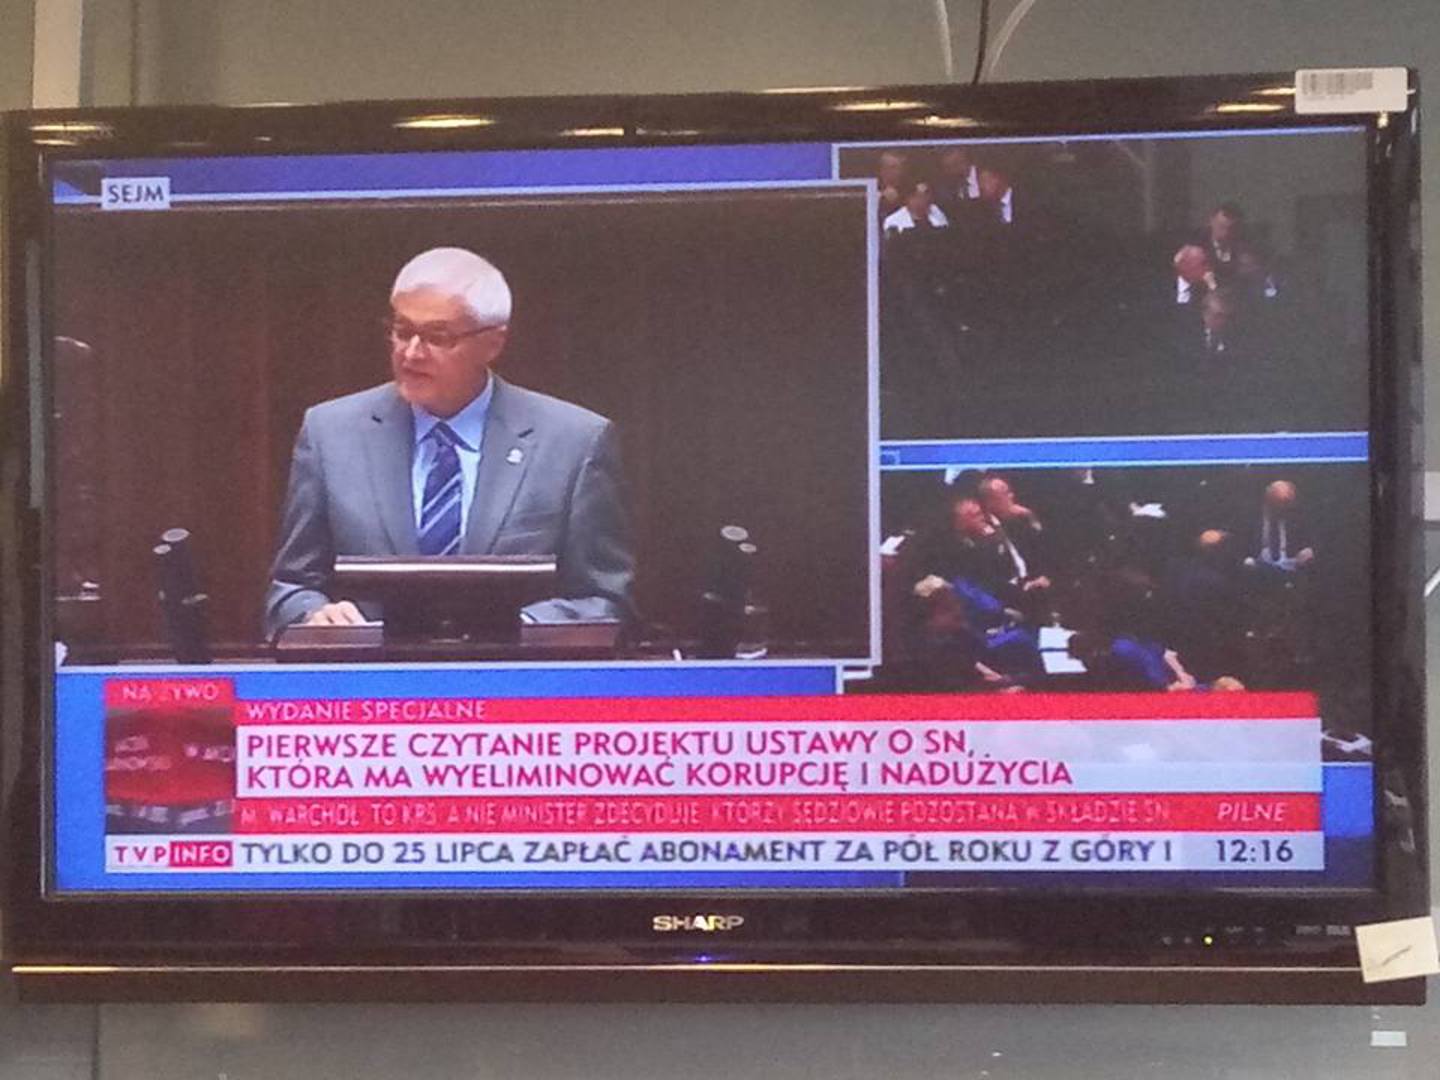 SEJM
NA ŻYWO
WYDANIE SPECJALNE
PIERWSZE CZYTANIE PROJEKTU USTAWY O SN,
KTÓRA MA WYELIMINOWAĆ KORUPCJĘ I NADUŻYCIA
M. WARCHOŁ: TO KRS, A NIE MINISTER ZDECYDUJE, KTÓRZY SĘDZIOWIE POZOSTANĄ W SKŁADZIE SN
PILNE
TVP INFO TYLKO DO 25 LIPCA ZAPŁAĆ ABONAMENT ZA PÓŁ ROKU Z GÓRY I 12:16
SHARP